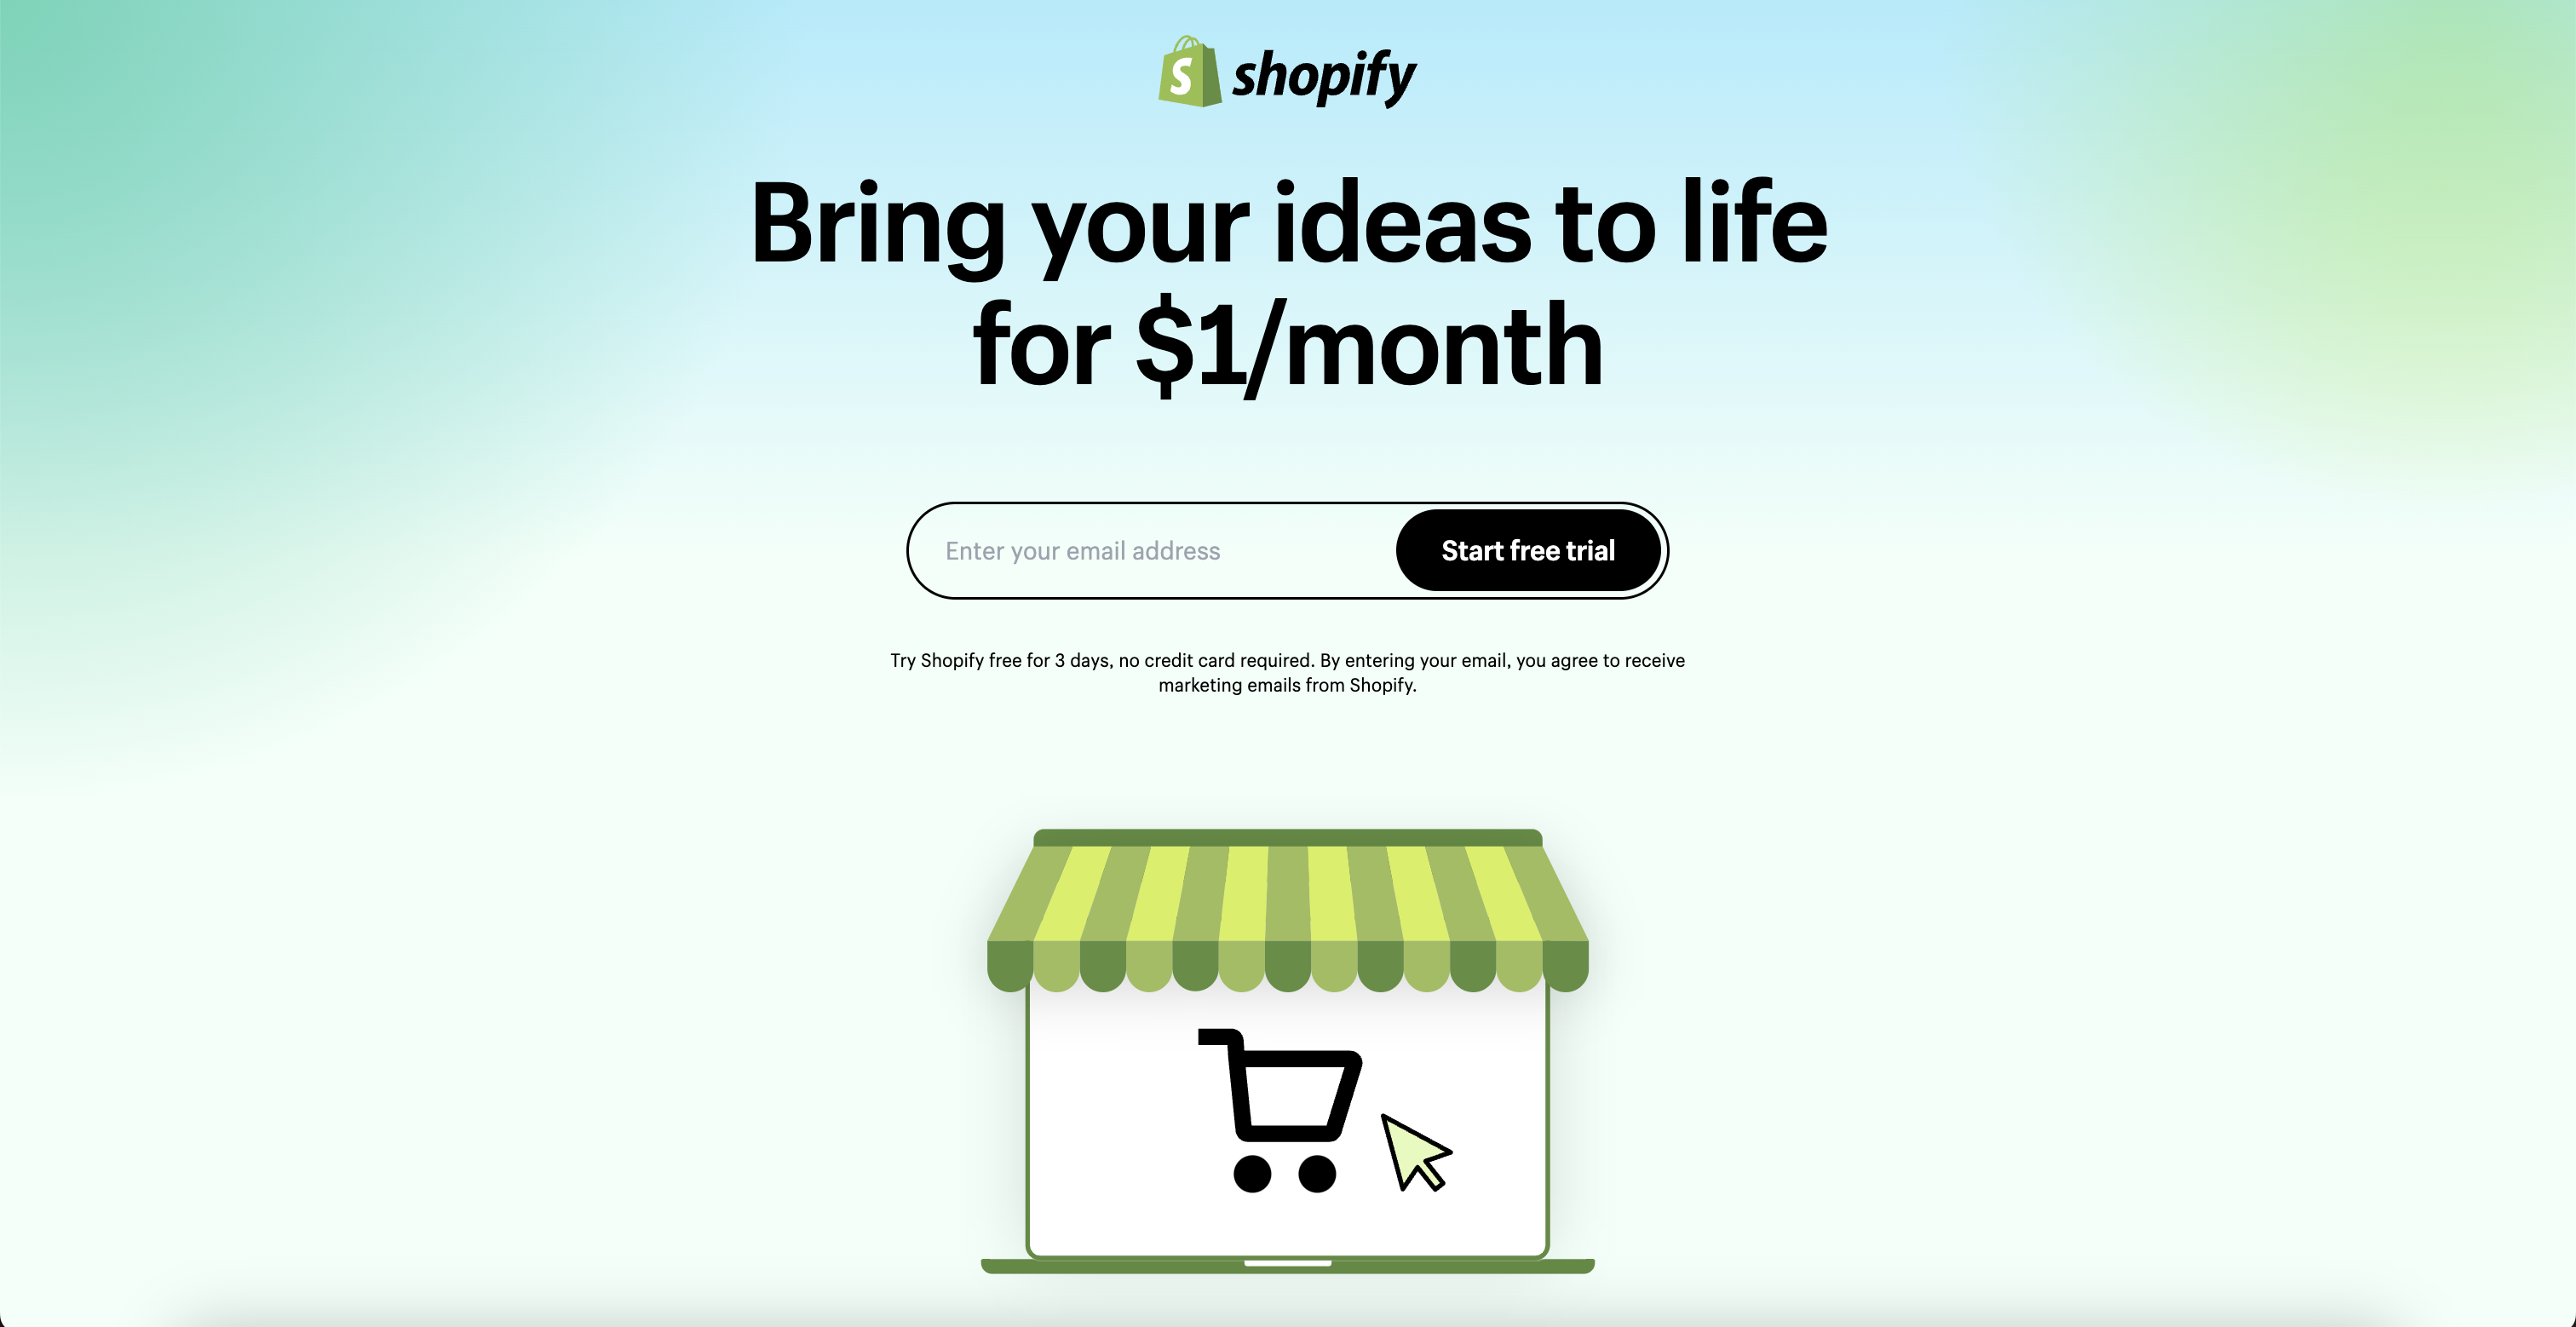 shopify
Bring your ideas to life
for $1/month
Enter your email address
Start free trial
Try Shopify free for 3 days, no credit card required. By entering your email, you agree to receive
marketing emails from Shopify.